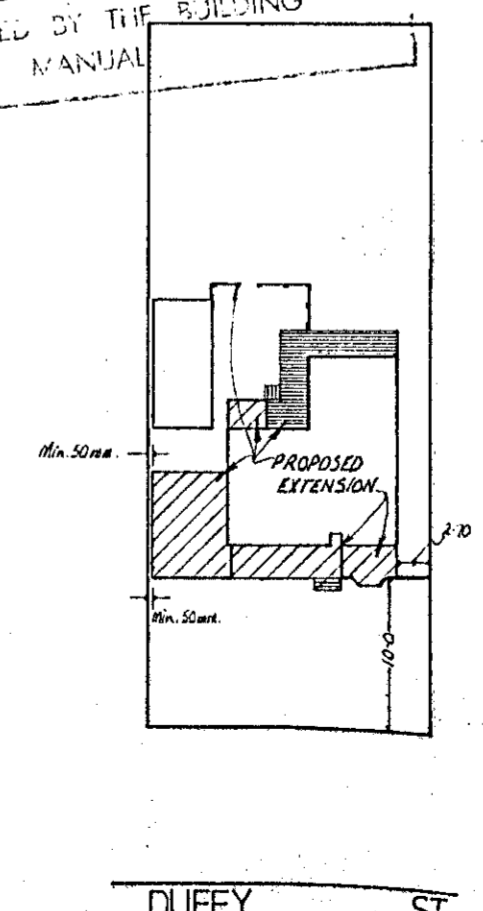 BY THE BUILDING
MANUAL
Min. 50mm.
PROPOSED
EXTENSION
2.70
Min. 50mm.
10.0
DUFFY ST.